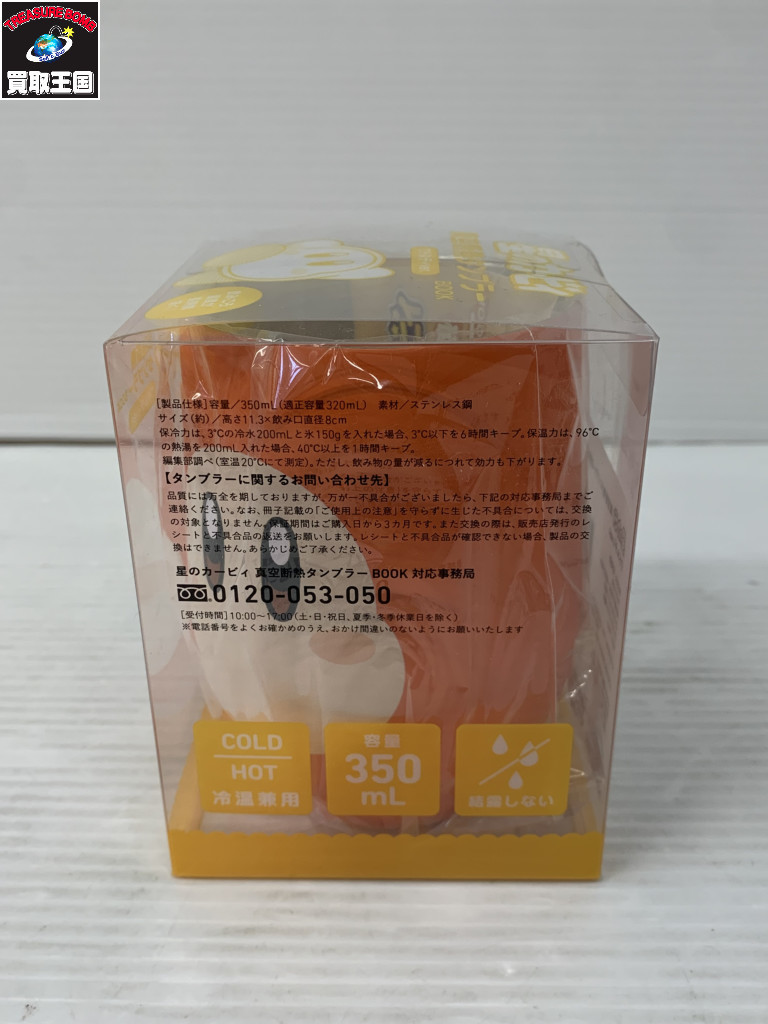 TREASURE BOMB
買取王国
星のカービィ
BOOK
[製品仕様]容量／350mL(適正容量320mL)　素材／ステンレス鋼
サイズ(約)／高さ11.3×飲み口直径8cm
保冷力は、3℃の冷水200mLと氷150gを入れた場合、3℃以下を6時間キープ。保温力は、96℃
の熱湯を200mL入れた場合、40℃以上を1時間キープ。
編集部調べ(室温20℃にて測定)。ただし、飲み物の量が減るにつれて効力も下がります。
【タンブラーに関するお問い合わせ先】
品質には万全を期しておりますが、万が一不具合がございましたら、下記の対応事務局までご
連絡ください。なお、冊子記載の「ご使用上の注意」を守らずに生じた不具合については、交換
の対象となりません。保証期間はご購入日から3カ月です。また交換の際は、販売店発行のレ
シートと不具合品の返送をお願いします。レシートと不具合品が確認できない場合、製品の交
換はできません。あらかじめご了承ください。
星のカービィ 真空断熱タンブラー BOOK 対応事務局
0120-053-050
[受付時間]10:00〜17:00(土・日・祝日、夏季・冬季休業日を除く)
※電話番号をよくお確かめのうえ、おかけ間違いのないようにお願いいたします
COLD
HOT
冷温兼用
容量
350
mL
結露しない